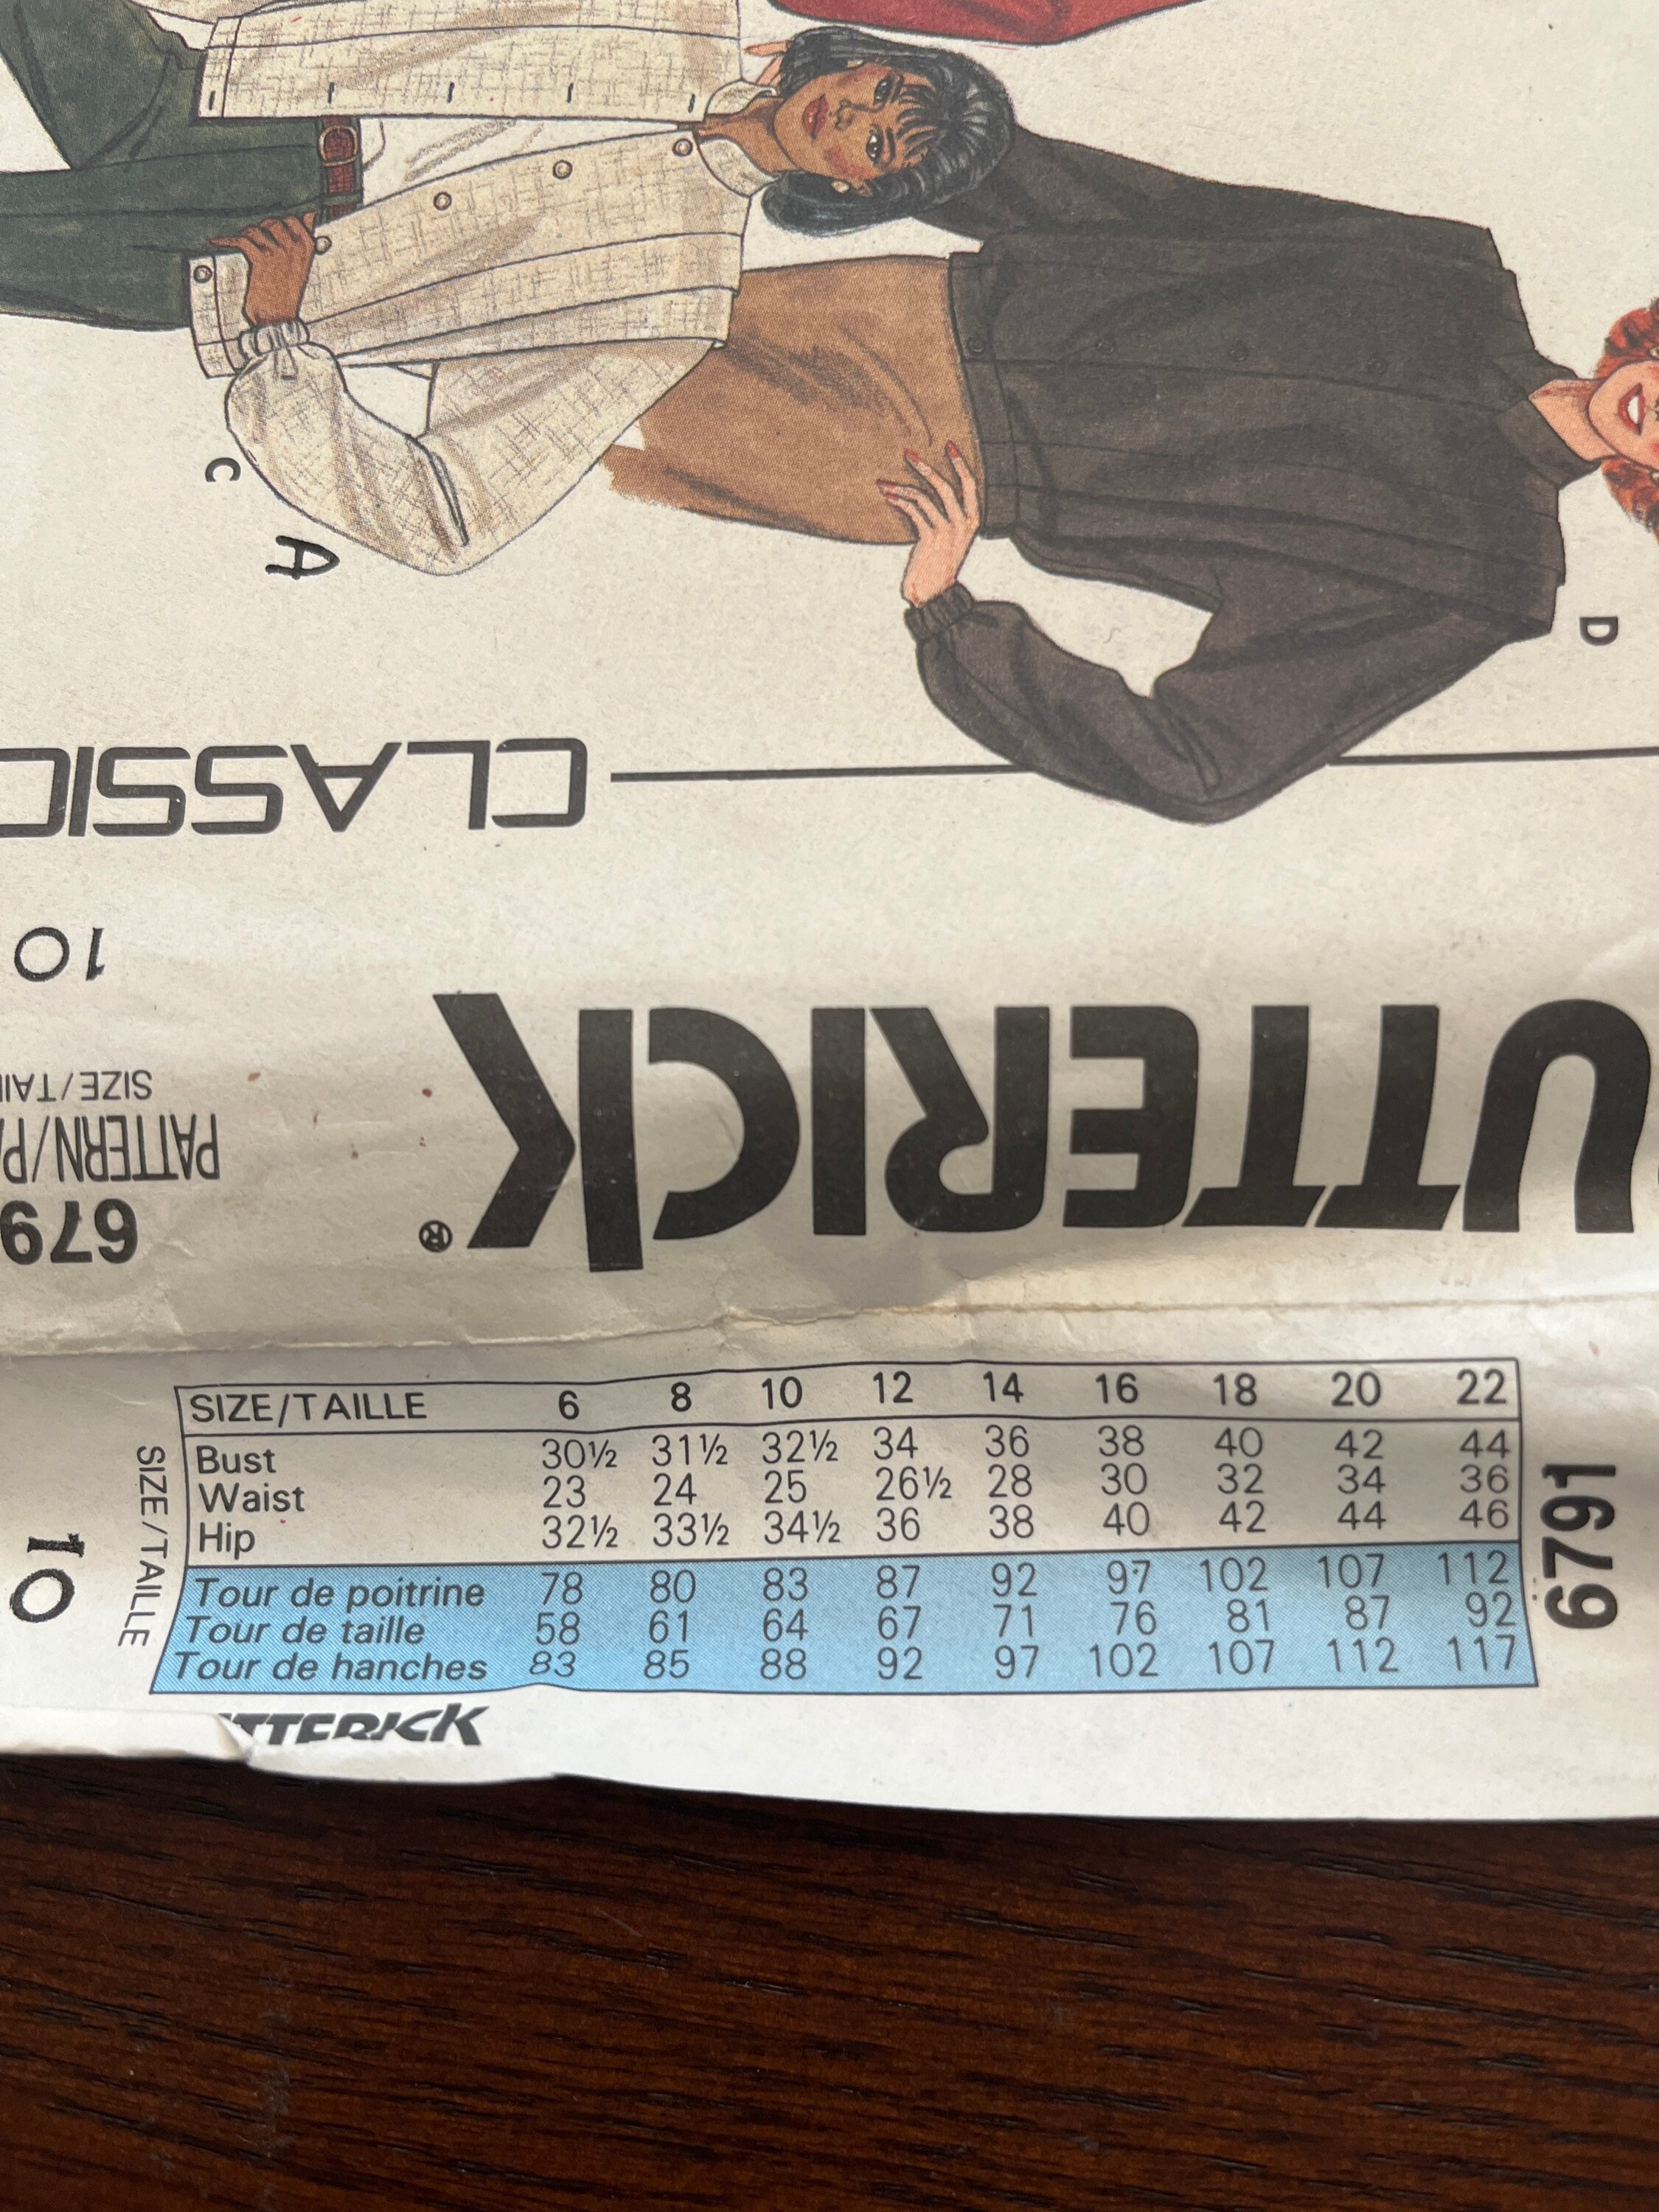 C
A
D
CLASSIC
10
BUTTERICK®
SIZE/TAIL
PATTERN/PA
679
SIZE/TAILLE 6 8 10 12 14 16 18 20 22
Bust 30½ 31½ 32½ 34 36 38 40 42 44
Waist 23 24 25 26½ 28 30 32 34 36
Hip 32½ 33½ 34½ 36 38 40 42 44 46
Tour de poitrine 78 80 83 87 92 97 102 107 112
Tour de taille 58 61 64 67 71 76 81 87 92
Tour de hanches 83 85 88 92 97 102 107 112 117
SIZE/TAILLE
10
6791
TTERICK